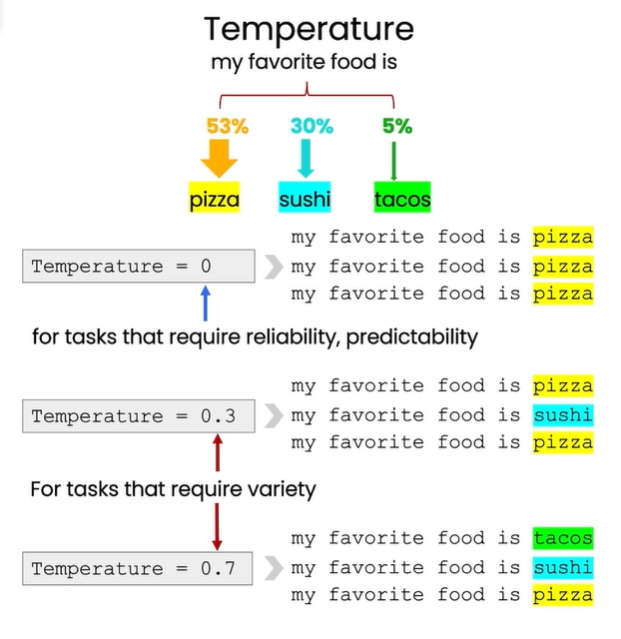 Temperature
my favorite food is
53% 30% 5%
pizza sushi tacos
my favorite food is pizza
Temperature = 0 my favorite food is pizza
my favorite food is pizza
for tasks that require reliability, predictability
my favorite food is pizza
Temperature = 0.3 my favorite food is sushi
my favorite food is pizza
For tasks that require variety
my favorite food is tacos
Temperature = 0.7 my favorite food is sushi
my favorite food is pizza